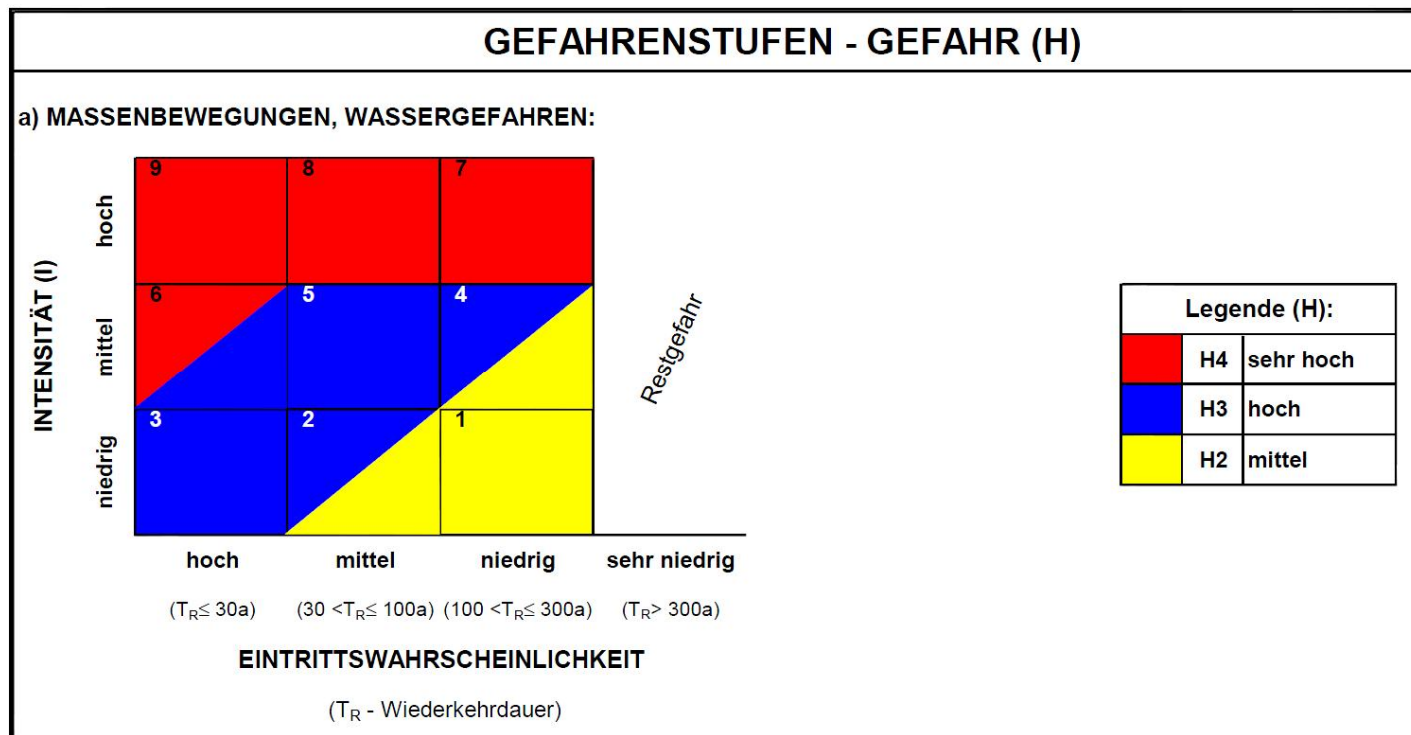 GEFAHRENSTUFEN - GEFAHR (H)
a) MASSENBEWEGUNGEN, WASSERGEFAHREN:
INTENSITÄT (I)
hoch
9 8 7
mittel
6 5 4
niedrig
3 2 1
Restgefahr
hoch mittel niedrig sehr niedrig
(TR≤ 30a) (30 <TR≤ 100a) (100 <TR≤ 300a) (TR> 300a)
EINTRITTSWAHRSCHEINLICHKEIT
(TR - Wiederkehrdauer)
Legende (H):
H4 sehr hoch
H3 hoch
H2 mittel